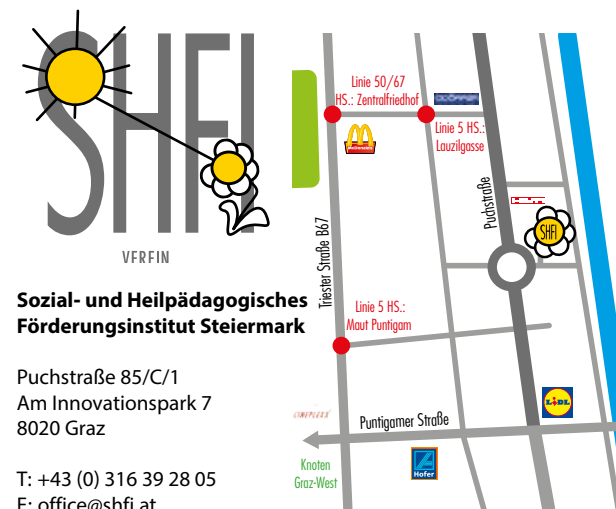 SHFI
VEREIN
Sozial- und Heilpädagogisches
Förderungsinstitut Steiermark
Puchstraße 85/C/1
Am Innovationspark 7
8020 Graz
T: +43 (0) 316 39 28 05
E: office@shfi.at
Linie 50/67
HS.: Zentralfriedhof
McDonald's
Linie 5 HS.:
Lauzilgasse
Triester Straße B67
Puchstraße
SHFI
Linie 5 HS.:
Maut Puntigam
CINEPLEXX
Puntigamer Straße
LIDL
Hofer
Knoten
Graz-West